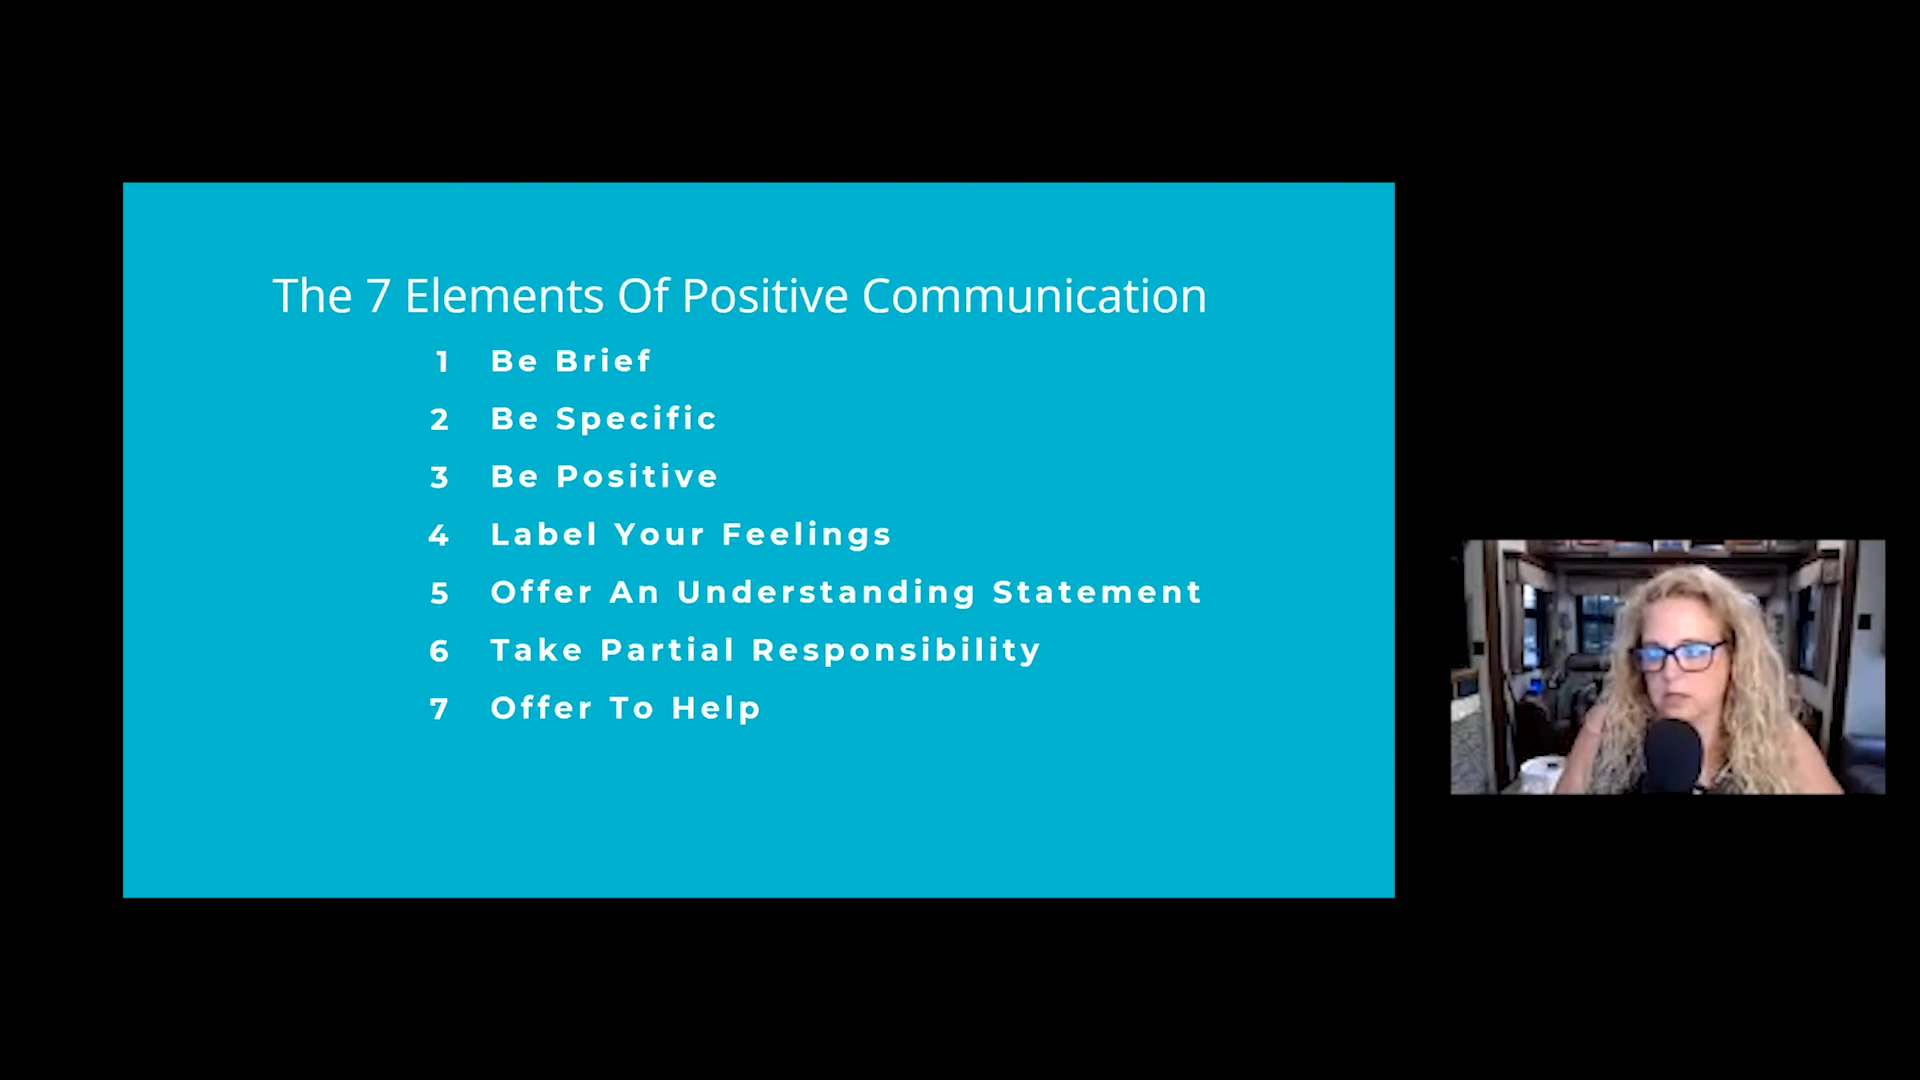 The 7 Elements Of Positive Communication
1 Be Brief
2 Be Specific
3 Be Positive
4 Label Your Feelings
5 Offer An Understanding Statement
6 Take Partial Responsibility
7 Offer To Help